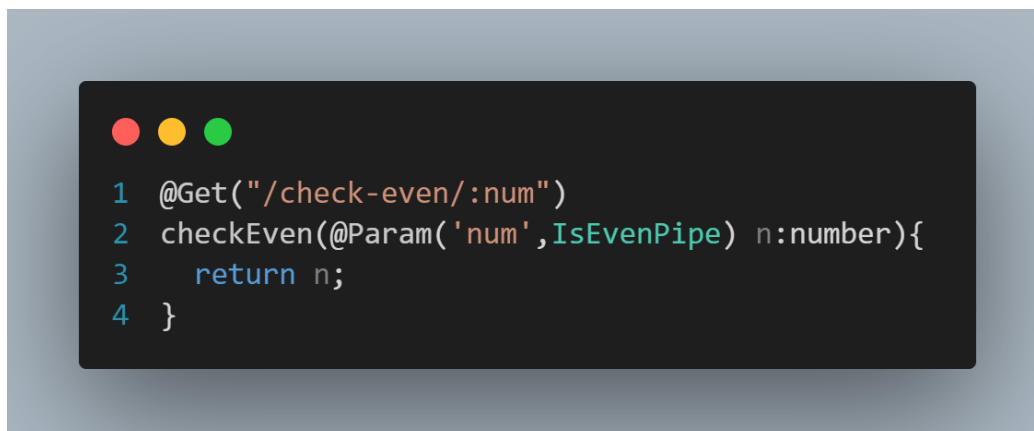 1 @Get("/check-even/:num")
2 checkEven(@Param('num',IsEvenPipe) n:number){
3   return n;
4 }